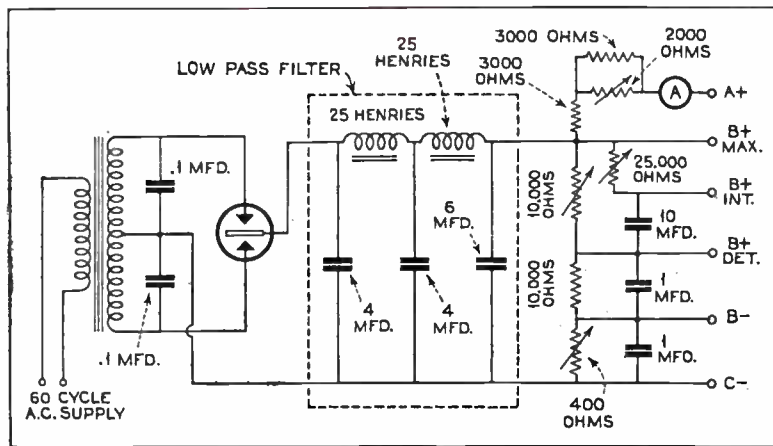 25
HENRIES
3000 OHMS
2000
OHMS
3000
OHMS
LOW PASS FILTER
A
A+
25 HENRIES
B+
MAX.
.1 MFD.
25,000
OHMS
10,000
OHMS
B+
INT.
6
MFD.
10
MFD.
B+
DET.
10,000
OHMS
4
MFD.
4
MFD.
1
MFD.
B-
.1 MFD.
1
MFD.
C-
60 CYCLE
A.C. SUPPLY
400
OHMS